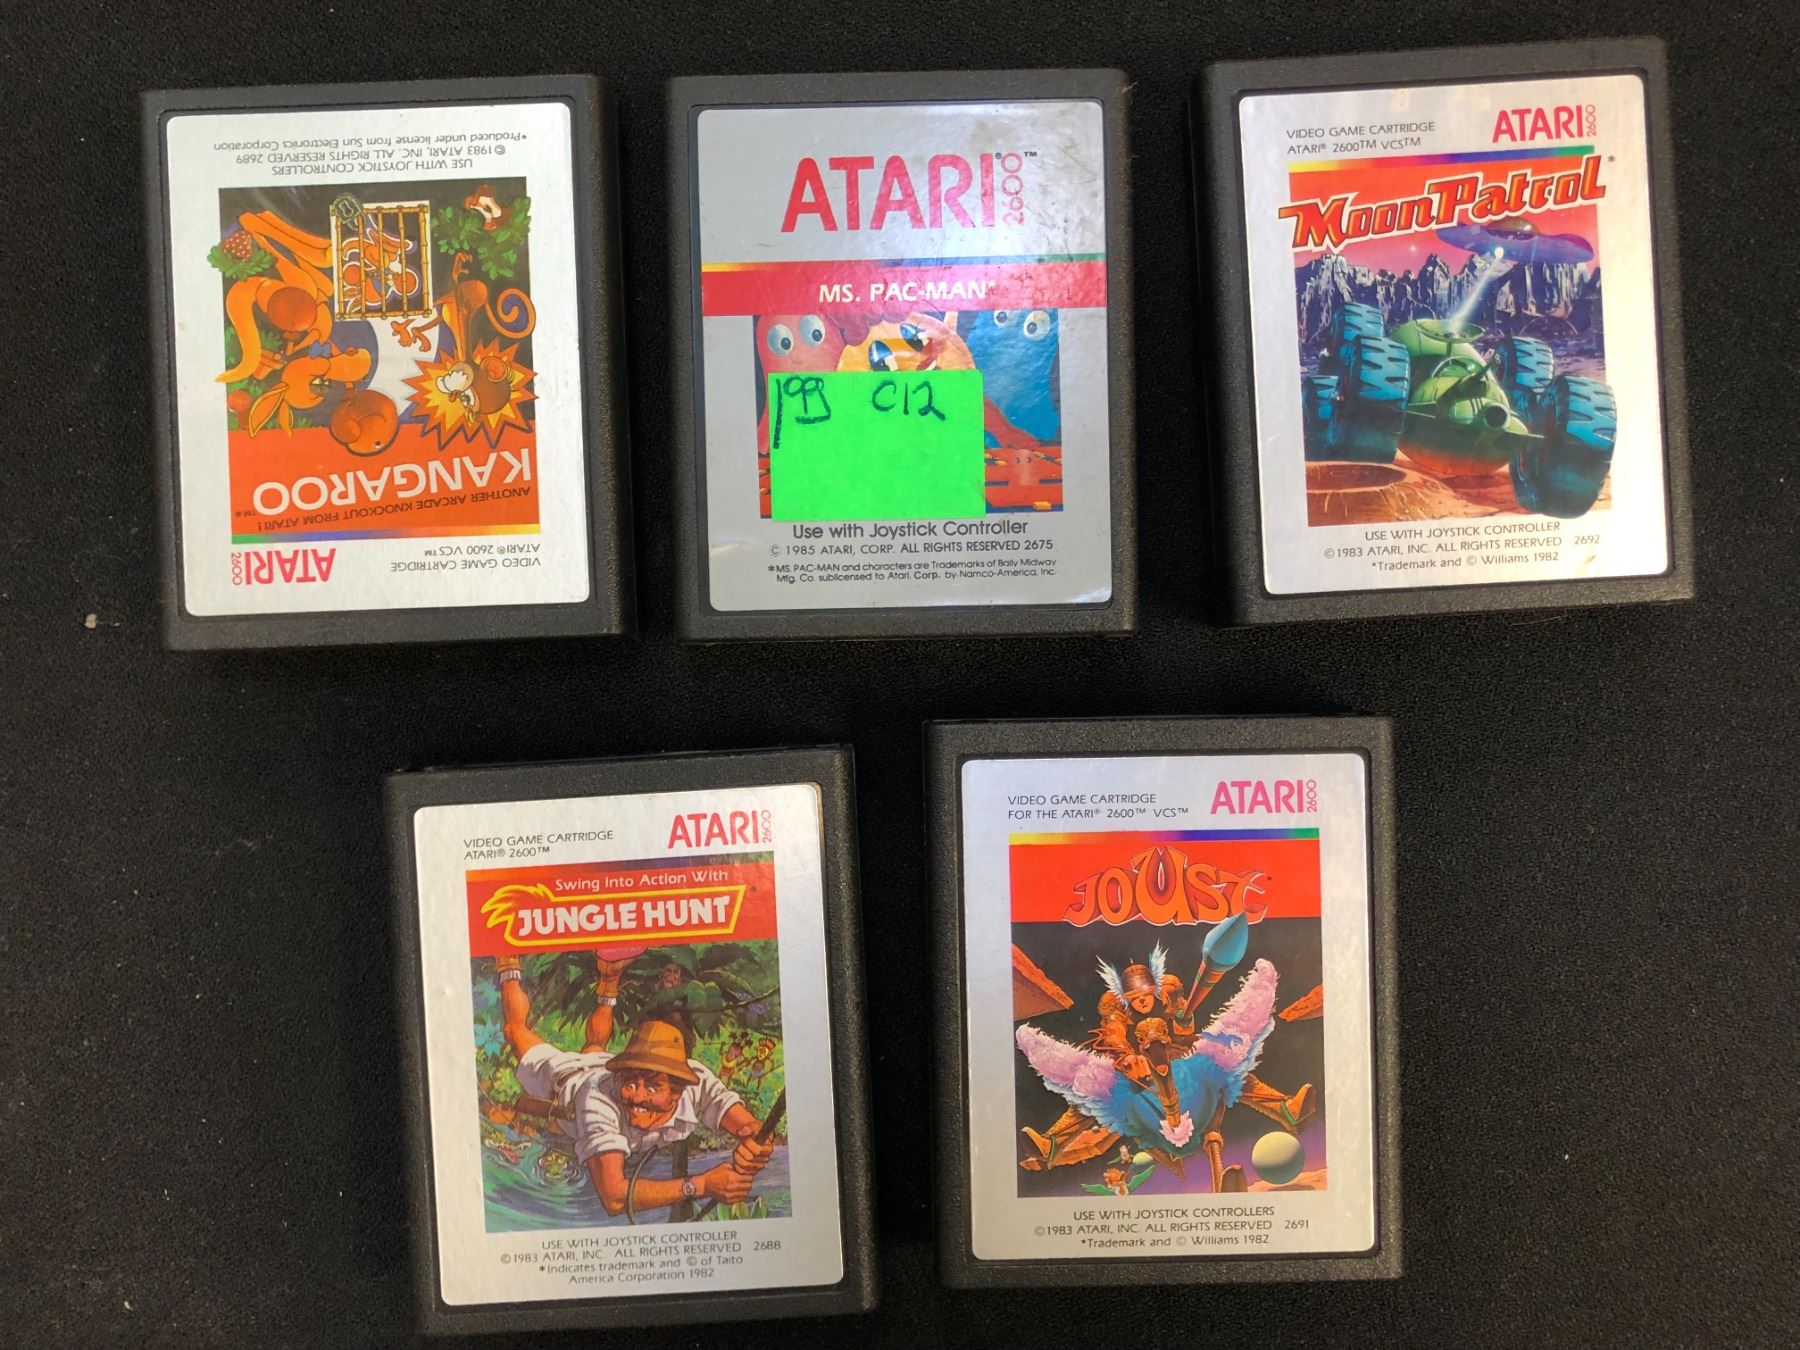 VIDEO GAME CARTRIDGE
ATARI® 2600 VCS™
ATARI 2600
ANOTHER ARCADE KNOCKOUT FROM ATARI!
KANGAROO™*
USE WITH JOYSTICK CONTROLLERS
©1983 ATARI, INC. ALL RIGHTS RESERVED 2689
*Produced under license from Sun Electronics Corporation
ATARI® 2600™
MS. PAC-MAN*
199 C12
Use with Joystick Controller
© 1985 ATARI, CORP. ALL RIGHTS RESERVED 2675
*MS. PAC-MAN and characters are Trademarks of Bally Midway
Mfg. Co. sublicensed to Atari. Corp. by Namco-America, Inc.
VIDEO GAME CARTRIDGE
ATARI® 2600™ VCS™
ATARI 2600
Moon Patrol*
USE WITH JOYSTICK CONTROLLER
©1983 ATARI, INC. ALL RIGHTS RESERVED 2692
*Trademark and © Williams 1982
VIDEO GAME CARTRIDGE
ATARI® 2600™
ATARI 2600
Swing Into Action With
JUNGLE HUNT*
USE WITH JOYSTICK CONTROLLER
©1983 ATARI, INC. ALL RIGHTS RESERVED 2688
*Indicates trademark and © of Taito
America Corporation 1982
VIDEO GAME CARTRIDGE
FOR THE ATARI® 2600™ VCS™
ATARI 2600
JOUST*
USE WITH JOYSTICK CONTROLLERS
©1983 ATARI, INC. ALL RIGHTS RESERVED 2691
*Trademark and © Williams 1982